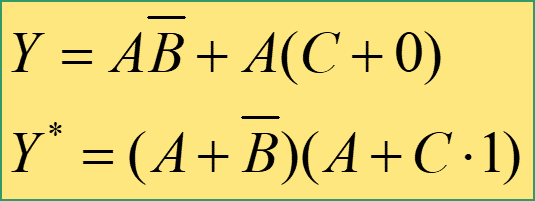 Y = AB̅ + A(C + 0)
Y* = (A + B̅)(A + C · 1)